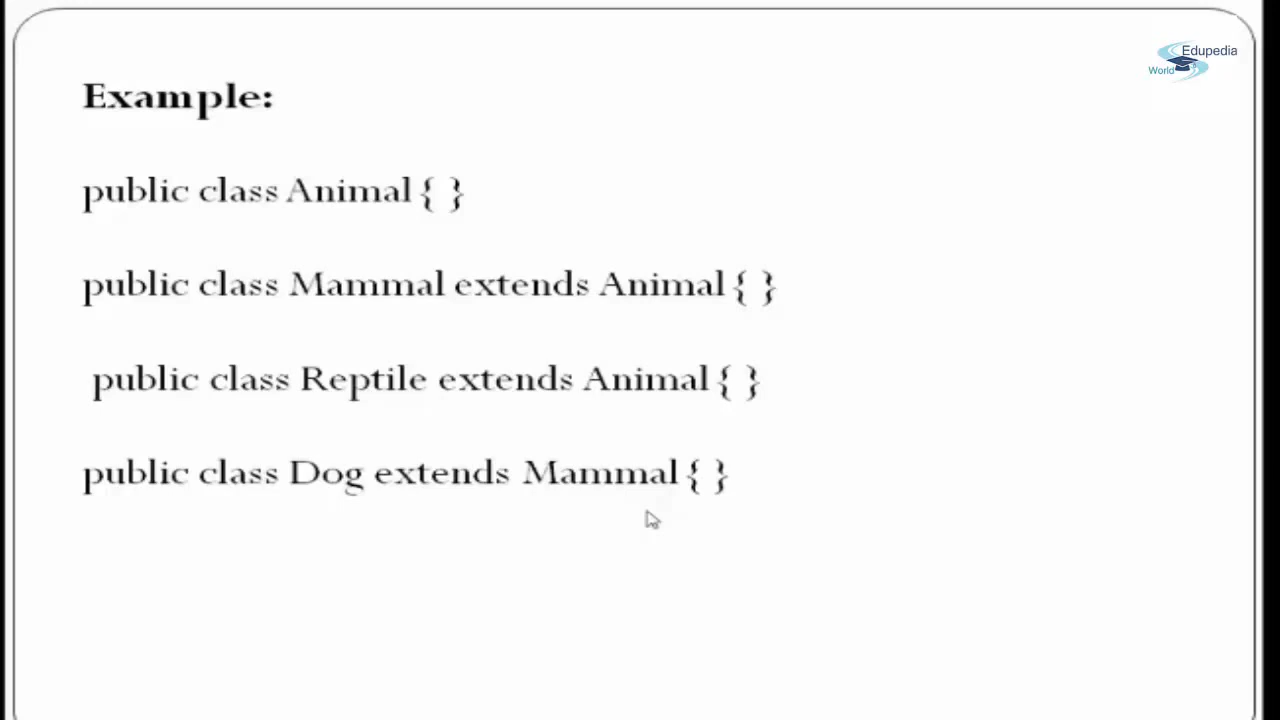 Edupedia
World
Example:
public class Animal { }
public class Mammal extends Animal { }
public class Reptile extends Animal { }
public class Dog extends Mammal { }